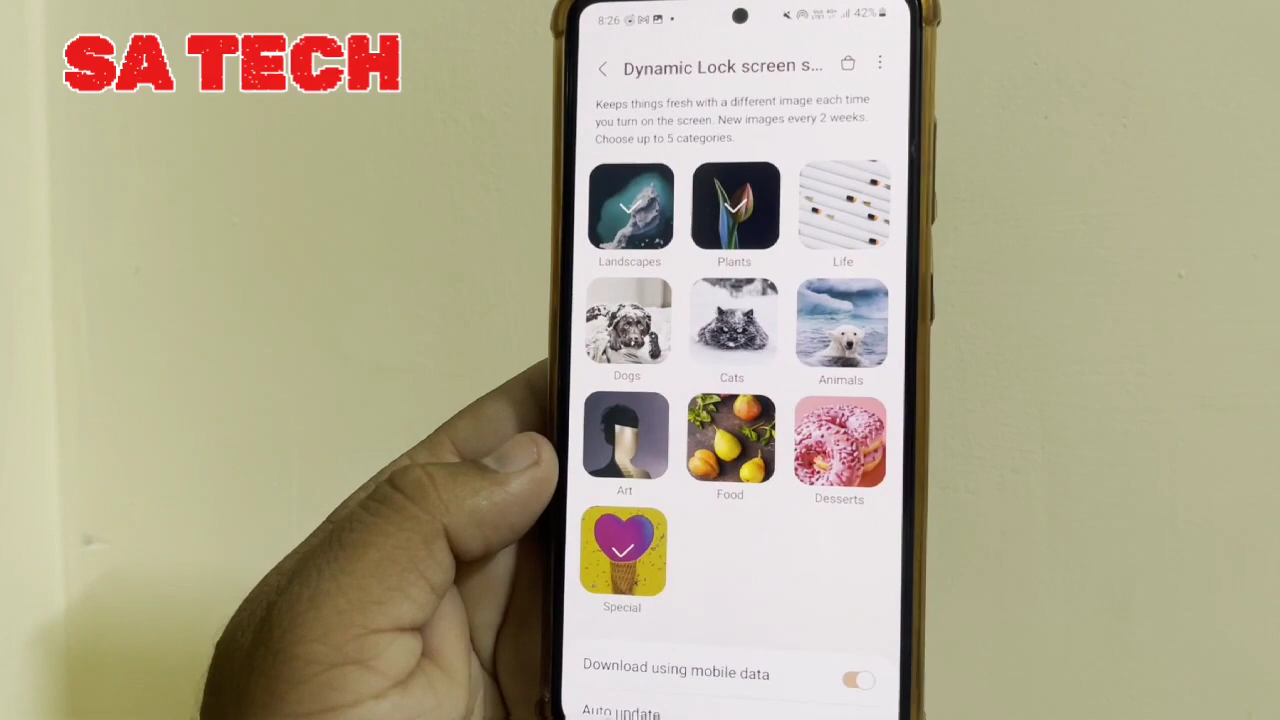 SA TECH
8:26
42%
Dynamic Lock screen s...
Keeps things fresh with a different image each time
you turn on the screen. New images every 2 weeks.
Choose up to 5 categories.
Landscapes
Plants
Life
Dogs
Cats
Animals
Art
Food
Desserts
Special
Download using mobile data
Auto update